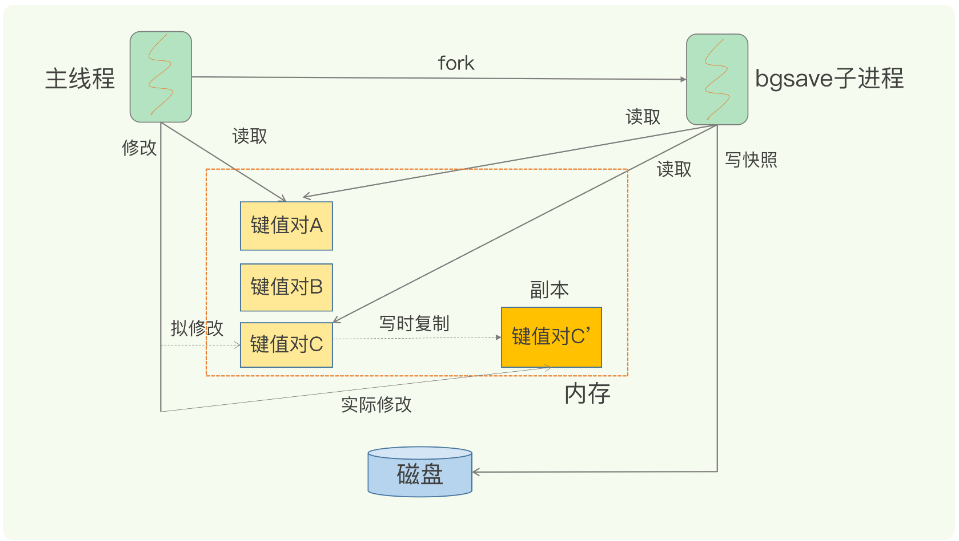 fork
主线程
bgsave子进程
修改
读取
读取
读取
写快照
键值对A
键值对B
副本
拟修改
键值对C
写时复制
键值对C’
内存
实际修改
磁盘